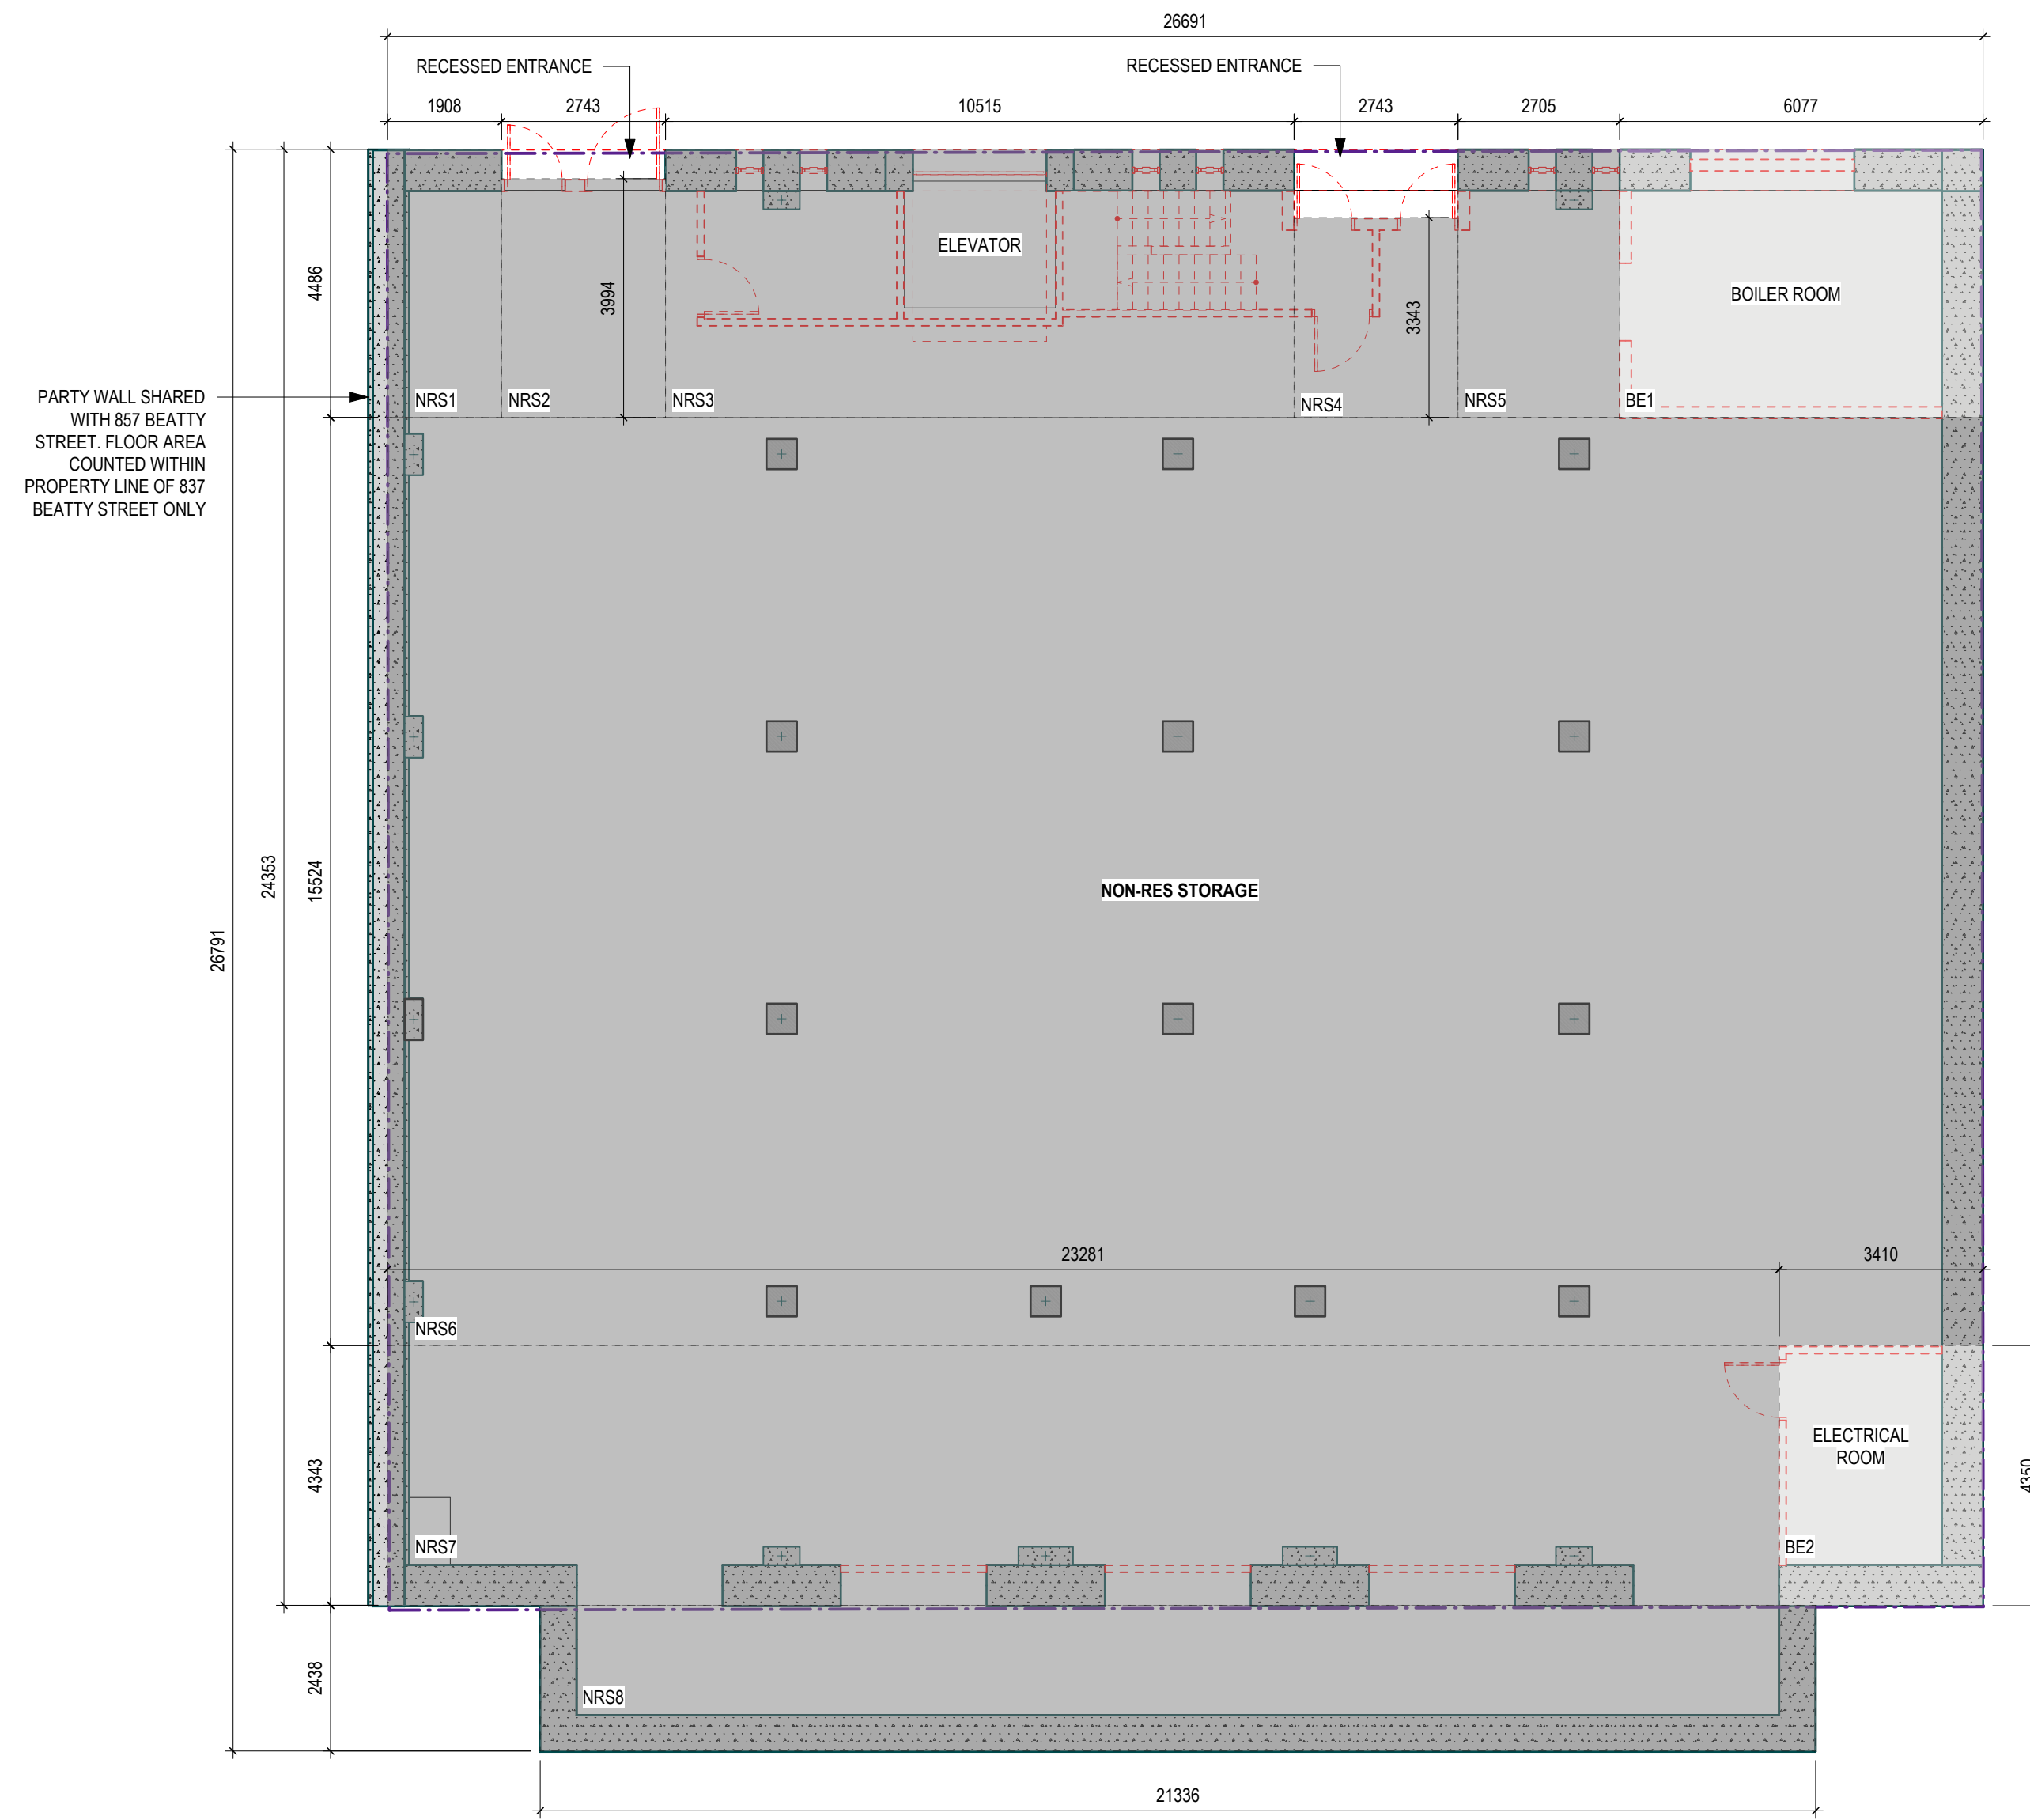 26691
RECESSED ENTRANCE
RECESSED ENTRANCE
1908
2743
10515
2743
2705
6077
ELEVATOR
BOILER ROOM
4486
3994
3343
PARTY WALL SHARED
WITH 857 BEATTY
STREET. FLOOR AREA
COUNTED WITHIN
PROPERTY LINE OF 837
BEATTY STREET ONLY
NRS1
NRS2
NRS3
NRS4
NRS5
BE1
26791
24353
15524
NON-RES STORAGE
23281
3410
NRS6
4343
ELECTRICAL
ROOM
4350
NRS7
BE2
2438
NRS8
21336